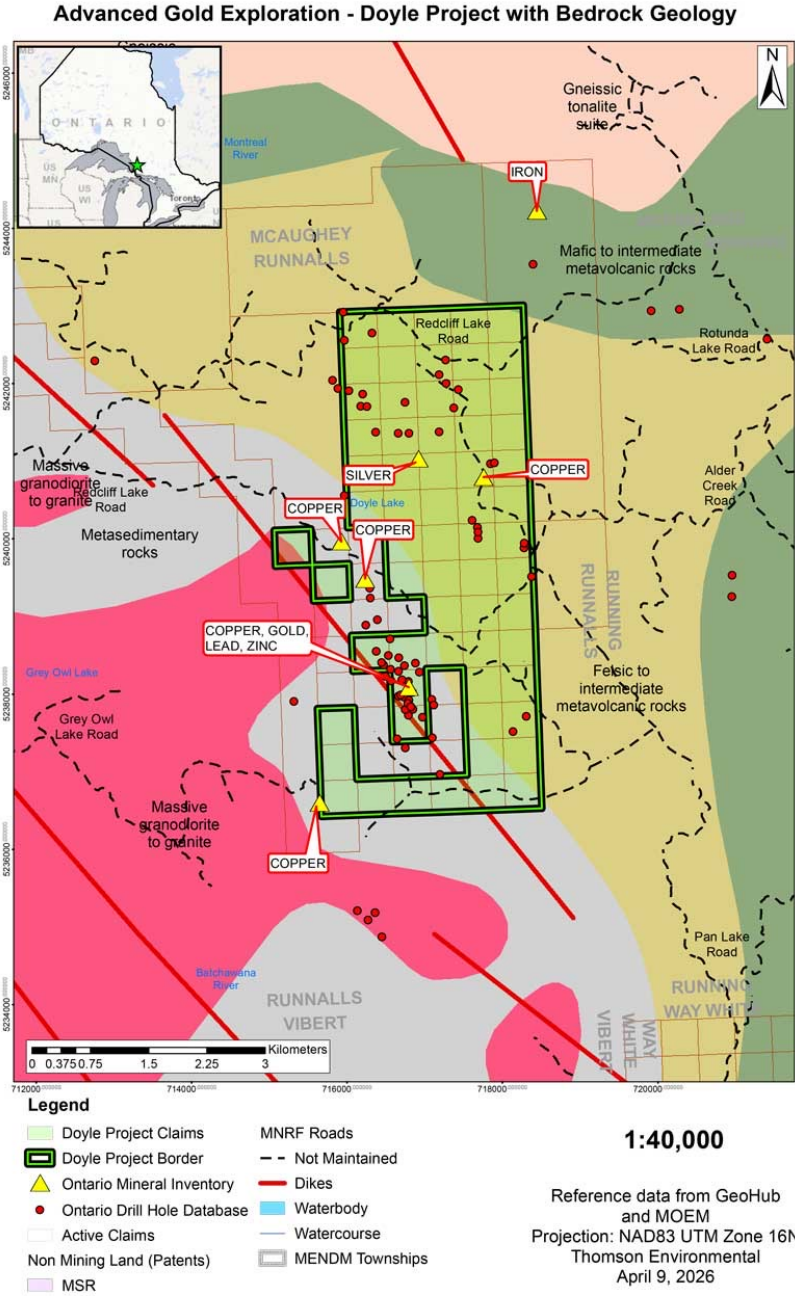 Advanced Gold Exploration - Doyle Project with Bedrock Geology
N
ONTARIO
US
MN
US
WI
Toronto
US
Montreal
River
Gneissic
tonalite
suite
IRON
MCAUGHEY
RUNNALLS
Mafic to intermediate
metavolcanic rocks
Redcliff Lake
Road
Rotunda
Lake Road
SILVER
COPPER
Massive
granodiorite
to granite
Redcliff Lake
Road
Alder
Creek
Road
COPPER
Doyle Lake
COPPER
Metasedimentary
rocks
RUNNING
RUNNALLS
COPPER, GOLD,
LEAD, ZINC
Grey Owl Lake
Felsic to
intermediate
metavolcanic rocks
Grey Owl
Lake Road
Massive
granodiorite
to granite
COPPER
Pan Lake
Road
Batchawana
River
RUNNALLS
VIBERT
RUNNING
WAY WHITE
WAY
WHITE
VIBERT
5246000
5244000
5242000
5240000
5238000
5236000
5234000
Kilometers
0 0.375 0.75 1.5 2.25 3
712000 714000 716000 718000 720000
Legend
Doyle Project Claims
Doyle Project Border
Ontario Mineral Inventory
Ontario Drill Hole Database
Active Claims
Non Mining Land (Patents)
MSR
MNRF Roads
Not Maintained
Dikes
Waterbody
Watercourse
MENDM Townships
1:40,000
Reference data from GeoHub
and MOEM
Projection: NAD83 UTM Zone 16N
Thomson Environmental
April 9, 2026